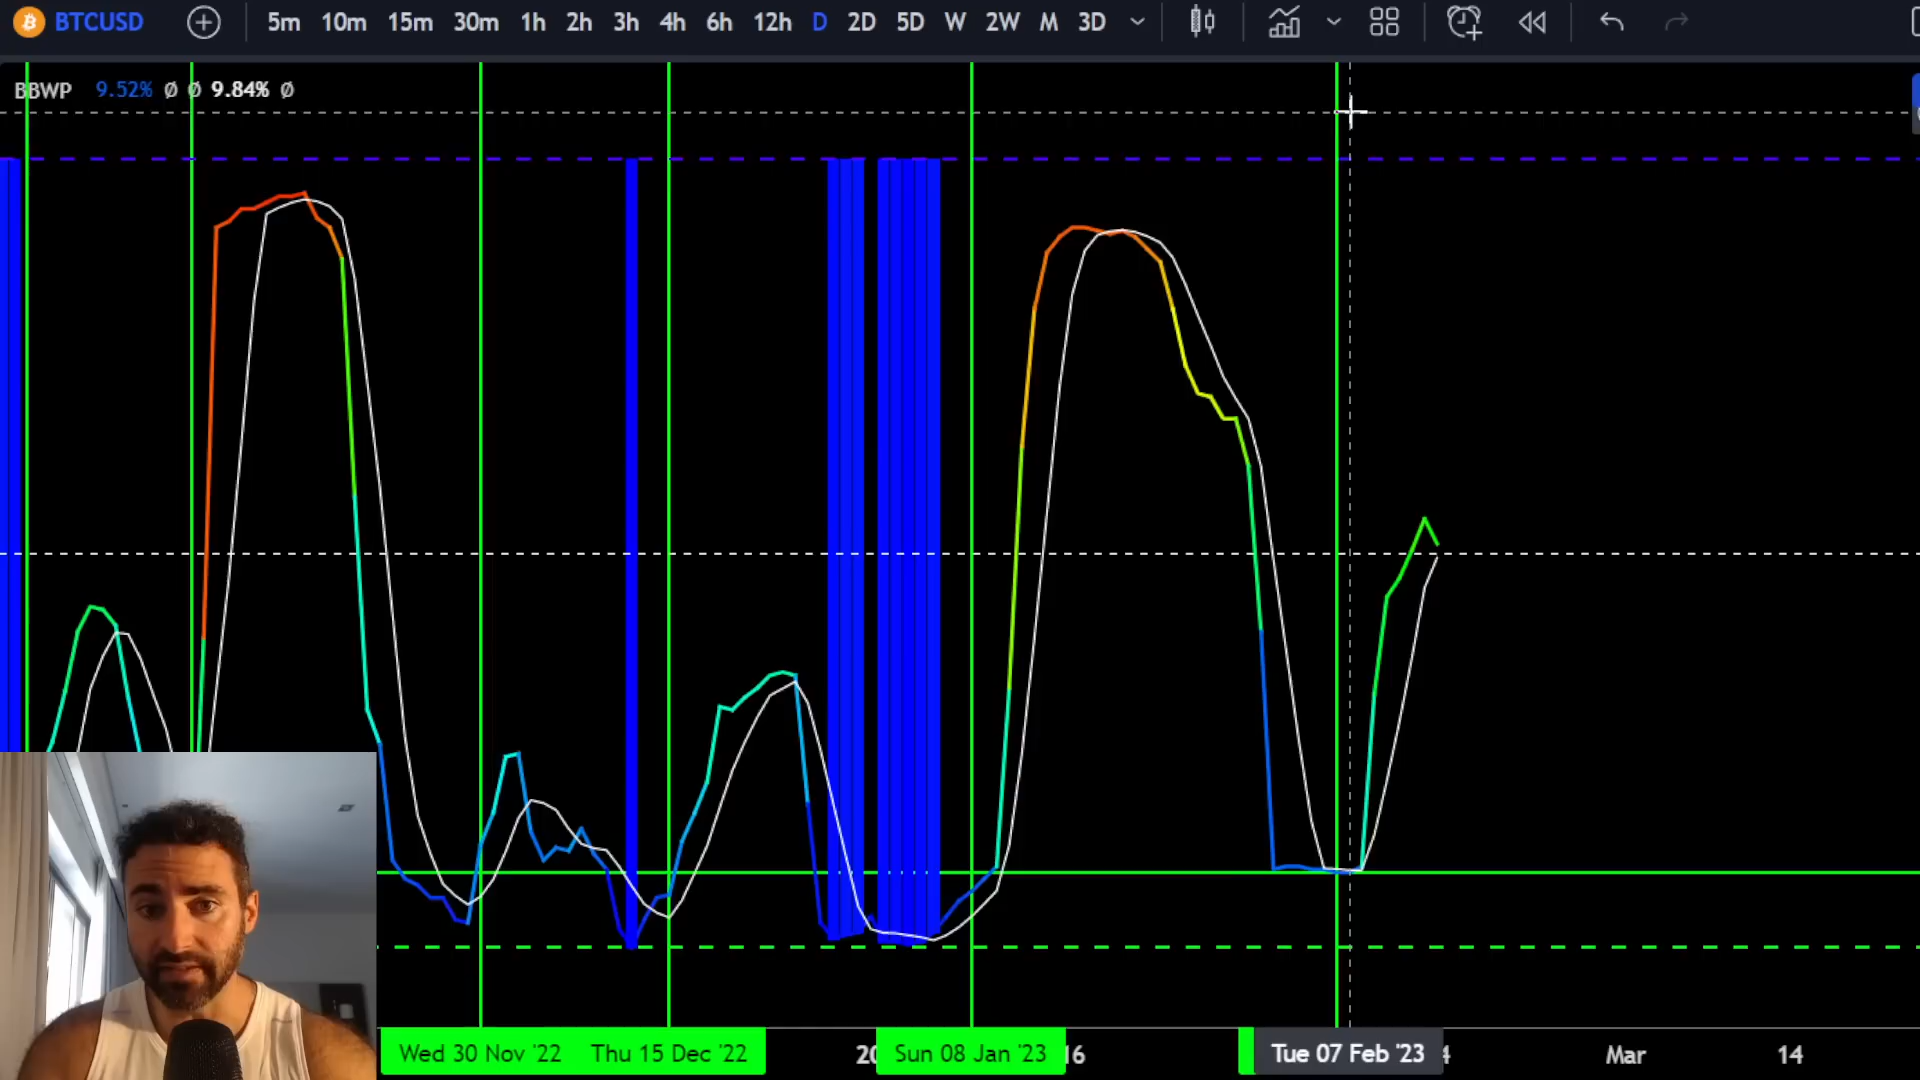 BTCUSD 5m 10m 15m 30m 1h 2h 3h 4h 6h 12h D 2D 5D W 2W M 3D
BBWP 9.52% Ø Ø 9.84% Ø
Wed 30 Nov '22 Thu 15 Dec '22 Sun 08 Jan '23 16 Tue 07 Feb '23 Mar 14